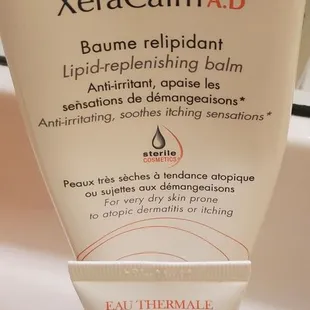 XeraCalm A.D
Baume relipidant
Lipid-replenishing balm
Anti-irritant, apaise les
sensations de démangeaisons*
Anti-irritating, soothes itching sensations*
sterile
COSMETICS
Peaux très sèches à tendance atopique
ou sujettes aux démangeaisons
For very dry skin prone
to atopic dermatitis or itching
EAU THERMALE